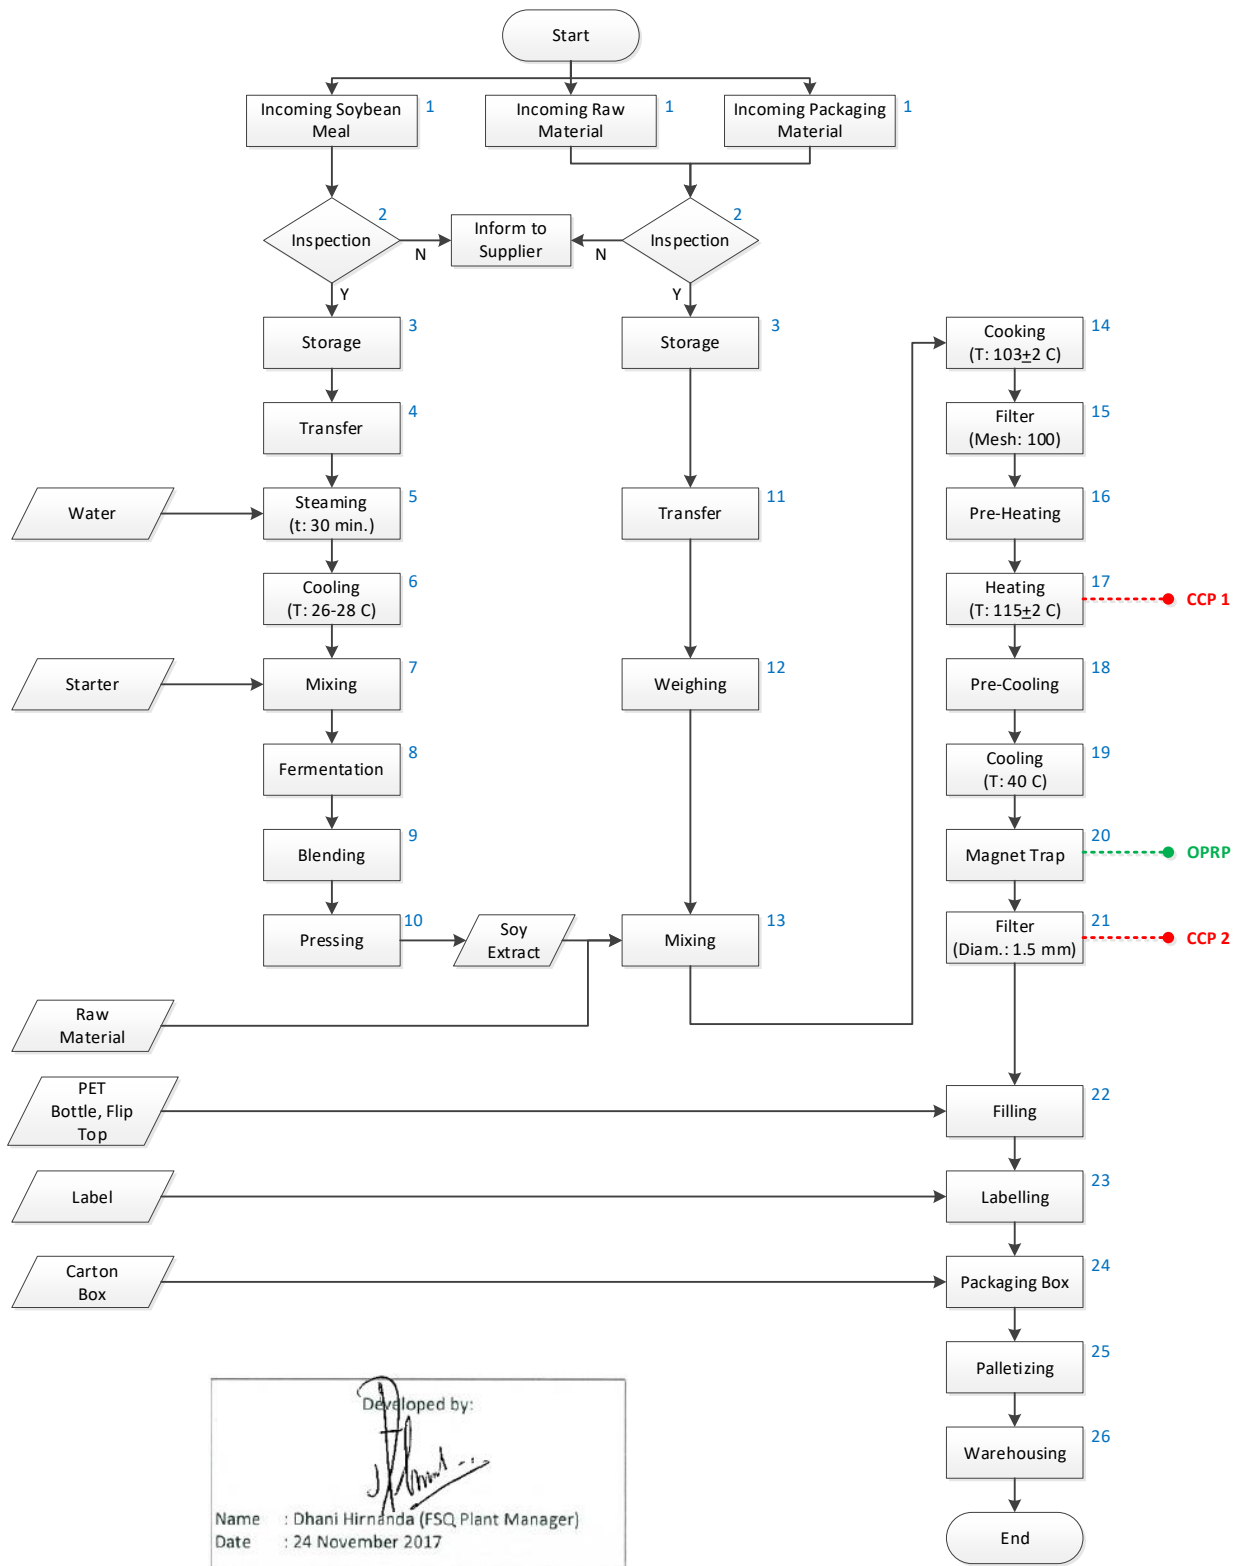 Start
Incoming Soybean
Meal
1
Incoming Raw
Material
1
Incoming Packaging
Material
1
Inspection
2
N
Y
Inform to
Supplier
Inspection
2
N
Y
Storage
3
Storage
3
Cooking
(T: 103±2 C)
14
Transfer
4
Filter
(Mesh: 100)
15
Water
Steaming
(t: 30 min.)
5
Transfer
11
Pre-Heating
16
Cooling
(T: 26-28 C)
6
Heating
(T: 115±2 C)
17
CCP 1
Starter
Mixing
7
Weighing
12
Pre-Cooling
18
Fermentation
8
Cooling
(T: 40 C)
19
Blending
9
Magnet Trap
20
OPRP
Pressing
10
Soy
Extract
Mixing
13
Filter
(Diam.: 1.5 mm)
21
CCP 2
Raw
Material
PET
Bottle, Flip
Top
Filling
22
Label
Labelling
23
Carton
Box
Packaging Box
24
Palletizing
25
Warehousing
26
End
Developed by:
Name : Dhani Hirnanda (FSQ Plant Manager)
Date : 24 November 2017